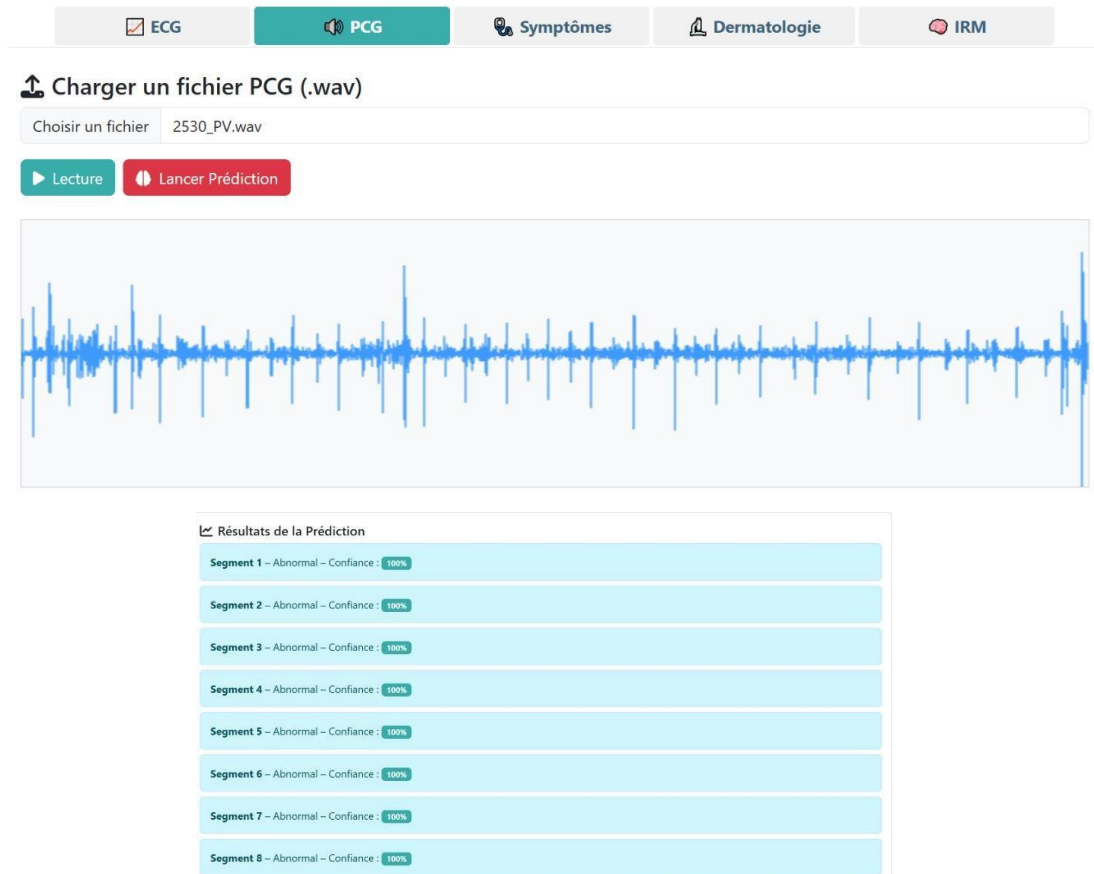 ECG PCG Symptômes Dermatologie IRM
Charger un fichier PCG (.wav)
Choisir un fichier 2530_PV.wav
Lecture Lancer Prédiction
Résultats de la Prédiction
Segment 1 – Abnormal – Confiance : 100%
Segment 2 – Abnormal – Confiance : 100%
Segment 3 – Abnormal – Confiance : 100%
Segment 4 – Abnormal – Confiance : 100%
Segment 5 – Abnormal – Confiance : 100%
Segment 6 – Abnormal – Confiance : 100%
Segment 7 – Abnormal – Confiance : 100%
Segment 8 – Abnormal – Confiance : 100%